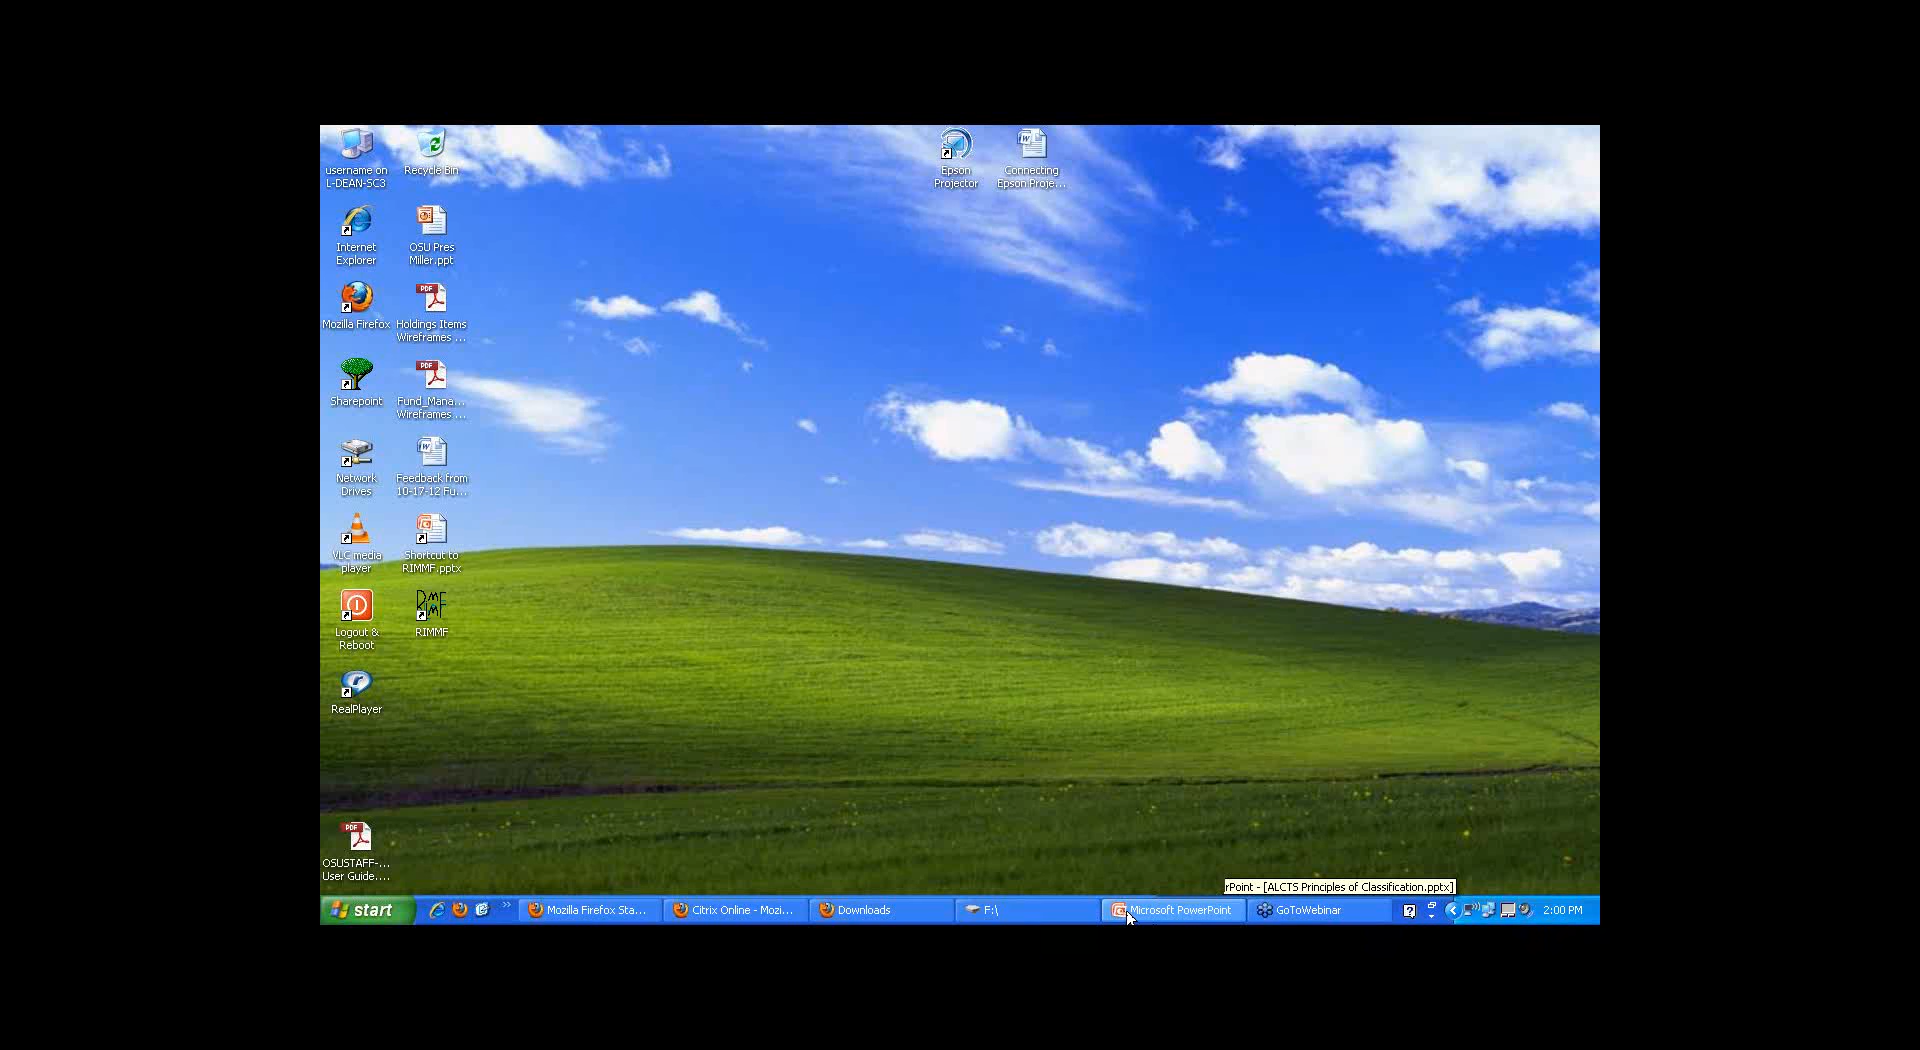 username on
L-DEAN-SC3
Recycle Bin
Epson
Projector
Connecting
Epson Proje...
Internet
Explorer
OSU Pres
Miller.ppt
Mozilla Firefox
PDF
Holdings Items
Wireframes ...
Sharepoint
PDF
Fund_Mana...
Wireframes ...
Network
Drives
Feedback from
10-17-12 Fu...
VLC media
player
Shortcut to
RIMMF.pptx
Logout &
Reboot
RIMMF
RealPlayer
PDF
OSUSTAFF-...
User Guide....
rPoint - [ALCTS Principles of Classification.pptx]
start
Mozilla Firefox Sta...
Citrix Online - Mozi...
Downloads
F:\
Microsoft PowerPoint
GoToWebinar
2:00 PM